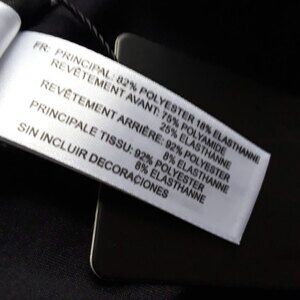 FR: PRINCIPAL: 82% POLYESTER 18% ELASTHANNE
REVÊTEMENT AVANT: 75% POLYAMIDE
25% ELASTHANNE
REVÊTEMENT ARRIÈRE: 92% POLYESTER
8% ELASTHANNE
PRINCIPALE TISSU: 92% POLYESTER
8% ELASTHANNE
SIN INCLUIR DECORACIONES